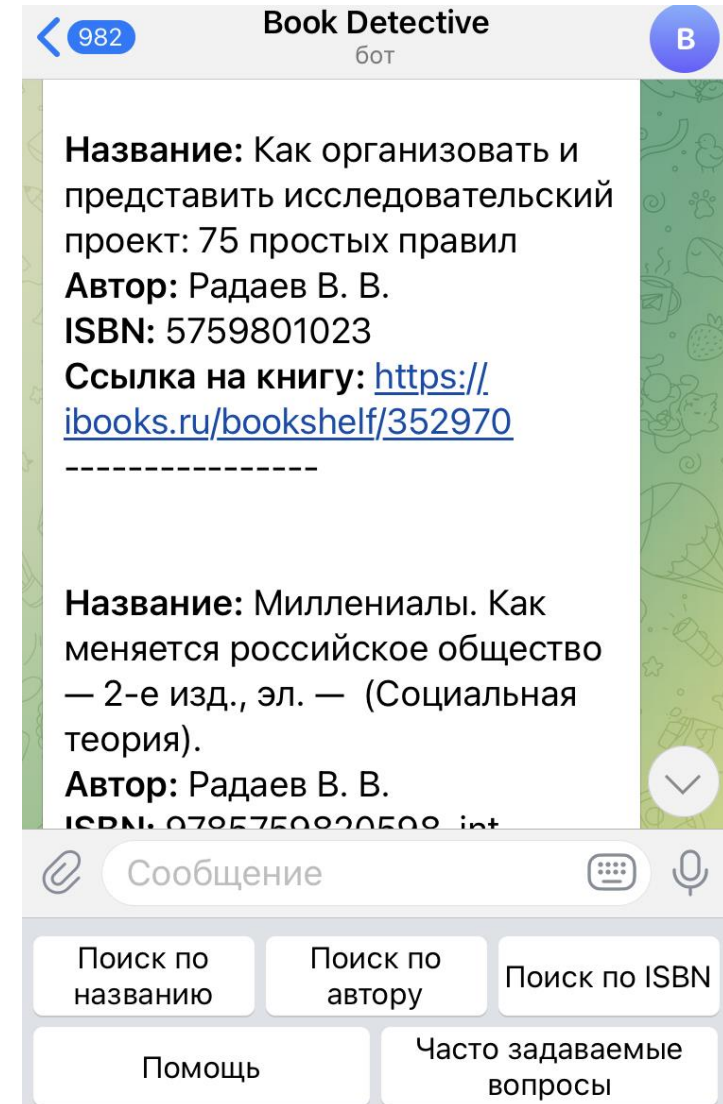 982
Book Detective
бот
B
Название: Как организовать и
представить исследовательский
проект: 75 простых правил
Автор: Радаев В. В.
ISBN: 5759801023
Ссылка на книгу: https://
ibooks.ru/bookshelf/352970
----------------
Название: Миллениалы. Как
меняется российское общество
— 2-е изд., эл. — (Социальная
теория).
Автор: Радаев В. В.
ISBN: 9785759820598_int
Сообщение
Поиск по
названию
Поиск по
автору
Поиск по ISBN
Помощь
Часто задаваемые
вопросы